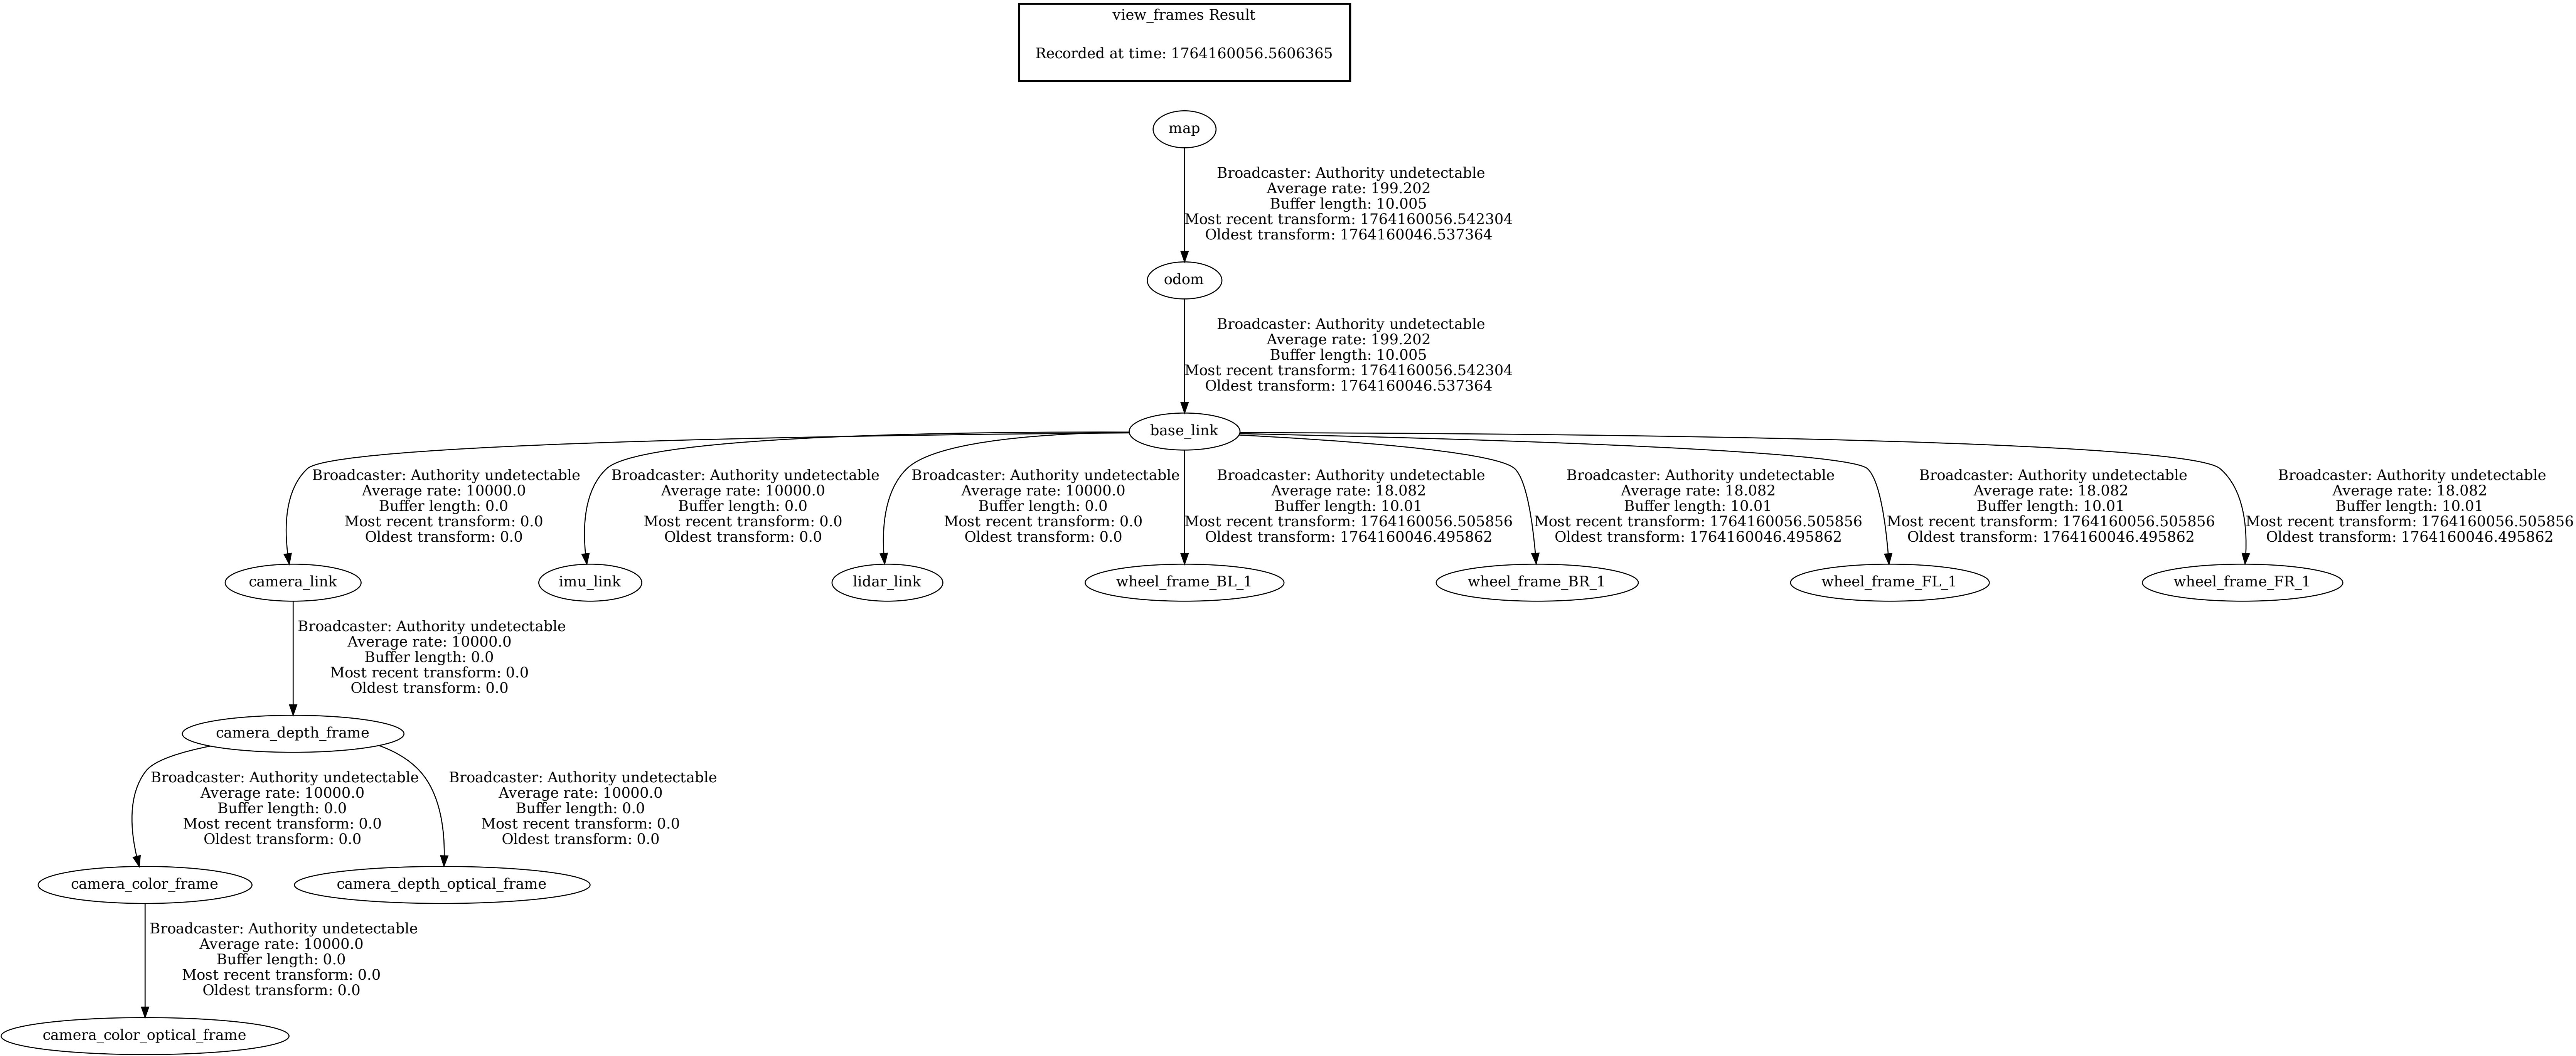 view_frames Result
Recorded at time: 1764160056.5606365
map
Broadcaster: Authority undetectable
Average rate: 199.202
Buffer length: 10.005
Most recent transform: 1764160056.542304
Oldest transform: 1764160046.537364
odom
Broadcaster: Authority undetectable
Average rate: 199.202
Buffer length: 10.005
Most recent transform: 1764160056.542304
Oldest transform: 1764160046.537364
base_link
Broadcaster: Authority undetectable
Average rate: 10000.0
Buffer length: 0.0
Most recent transform: 0.0
Oldest transform: 0.0
Broadcaster: Authority undetectable
Average rate: 10000.0
Buffer length: 0.0
Most recent transform: 0.0
Oldest transform: 0.0
Broadcaster: Authority undetectable
Average rate: 10000.0
Buffer length: 0.0
Most recent transform: 0.0
Oldest transform: 0.0
Broadcaster: Authority undetectable
Average rate: 18.082
Buffer length: 10.01
Most recent transform: 1764160056.505856
Oldest transform: 1764160046.495862
Broadcaster: Authority undetectable
Average rate: 18.082
Buffer length: 10.01
Most recent transform: 1764160056.505856
Oldest transform: 1764160046.495862
Broadcaster: Authority undetectable
Average rate: 18.082
Buffer length: 10.01
Most recent transform: 1764160056.505856
Oldest transform: 1764160046.495862
Broadcaster: Authority undetectable
Average rate: 18.082
Buffer length: 10.01
Most recent transform: 1764160056.505856
Oldest transform: 1764160046.495862
camera_link
imu_link
lidar_link
wheel_frame_BL_1
wheel_frame_BR_1
wheel_frame_FL_1
wheel_frame_FR_1
Broadcaster: Authority undetectable
Average rate: 10000.0
Buffer length: 0.0
Most recent transform: 0.0
Oldest transform: 0.0
camera_depth_frame
Broadcaster: Authority undetectable
Average rate: 10000.0
Buffer length: 0.0
Most recent transform: 0.0
Oldest transform: 0.0
Broadcaster: Authority undetectable
Average rate: 10000.0
Buffer length: 0.0
Most recent transform: 0.0
Oldest transform: 0.0
camera_color_frame
camera_depth_optical_frame
Broadcaster: Authority undetectable
Average rate: 10000.0
Buffer length: 0.0
Most recent transform: 0.0
Oldest transform: 0.0
camera_color_optical_frame